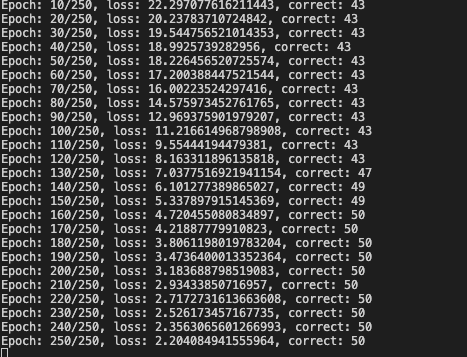 Epoch: 10/250, loss: 22.297077616211443, correct: 43
Epoch: 20/250, loss: 20.23783710724842, correct: 43
Epoch: 30/250, loss: 19.544756521014353, correct: 43
Epoch: 40/250, loss: 18.9925739282956, correct: 43
Epoch: 50/250, loss: 18.226456520725574, correct: 43
Epoch: 60/250, loss: 17.200388447521544, correct: 43
Epoch: 70/250, loss: 16.00223524297416, correct: 43
Epoch: 80/250, loss: 14.575973452761765, correct: 43
Epoch: 90/250, loss: 12.969375901979207, correct: 43
Epoch: 100/250, loss: 11.216614968798908, correct: 43
Epoch: 110/250, loss: 9.55444194479381, correct: 43
Epoch: 120/250, loss: 8.163311896135818, correct: 43
Epoch: 130/250, loss: 7.0377516921941154, correct: 47
Epoch: 140/250, loss: 6.101277389865027, correct: 49
Epoch: 150/250, loss: 5.337897915145369, correct: 49
Epoch: 160/250, loss: 4.720455080834897, correct: 50
Epoch: 170/250, loss: 4.21887779910823, correct: 50
Epoch: 180/250, loss: 3.8061198019783204, correct: 50
Epoch: 190/250, loss: 3.4736400013352364, correct: 50
Epoch: 200/250, loss: 3.183688798519083, correct: 50
Epoch: 210/250, loss: 2.93433850716957, correct: 50
Epoch: 220/250, loss: 2.7172731613663608, correct: 50
Epoch: 230/250, loss: 2.526173457167735, correct: 50
Epoch: 240/250, loss: 2.3563065601266993, correct: 50
Epoch: 250/250, loss: 2.204084941555964, correct: 50